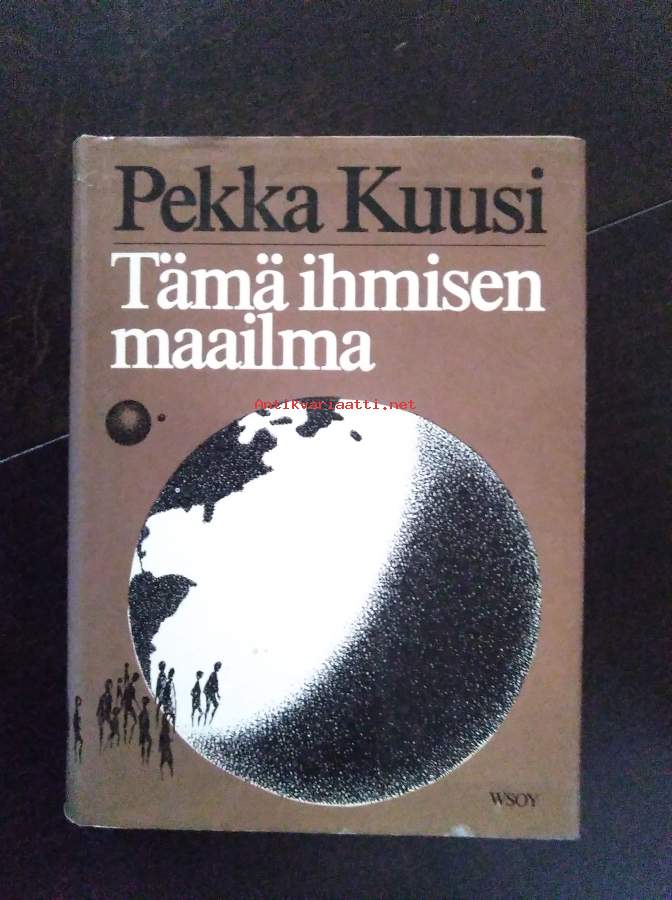 Pekka Kuusi
Tämä ihmisen
maailma
Antikvariaatti.net
WSOY